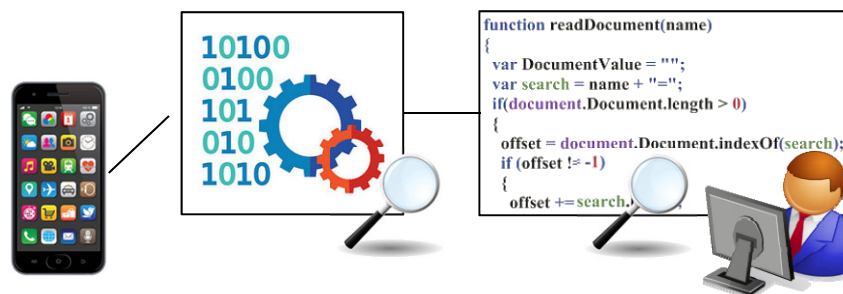 10100
0100
101
010
1010
function readDocument(name)
{
var DocumentValue = "";
var search = name + "=";
if(document.Document.length > 0)
{
offset = document.Document.indexOf(search);
if (offset != -1)
{
offset += search.